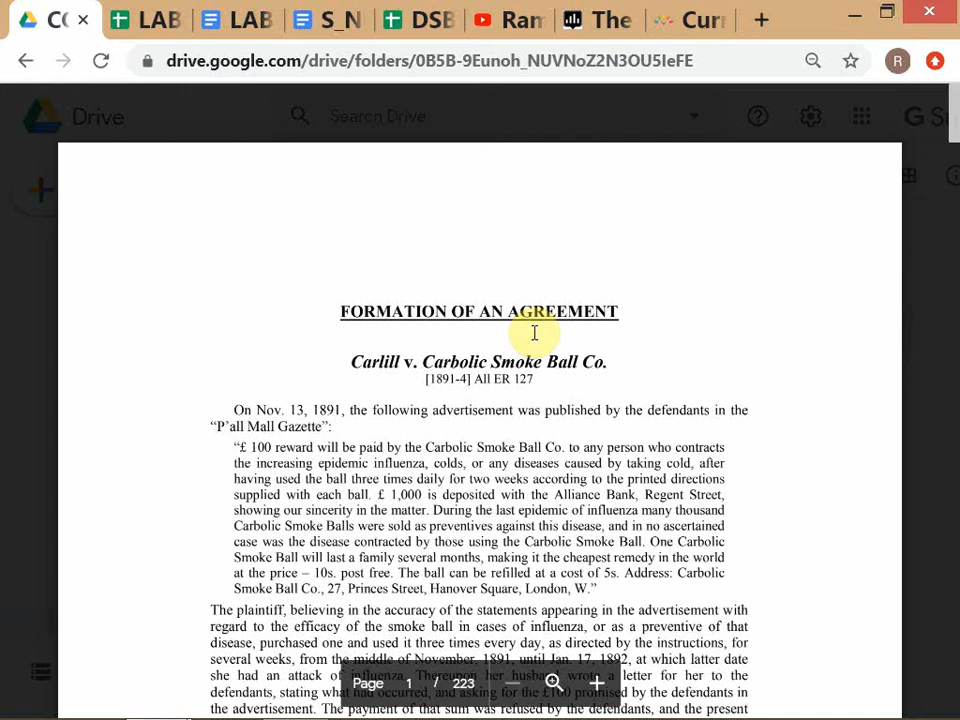 CO LAB LAB S_N DSB Ram The Curr
drive.google.com/drive/folders/0B5B-9Eunoh_NUVNoZ2N3OU5IeFE R
Drive Search Drive G Su
FORMATION OF AN AGREEMENT
Carlill v. Carbolic Smoke Ball Co.
[1891-4] All ER 127
On Nov. 13, 1891, the following advertisement was published by the defendants in the
“P'all Mall Gazette”:
“£ 100 reward will be paid by the Carbolic Smoke Ball Co. to any person who contracts
the increasing epidemic influenza, colds, or any diseases caused by taking cold, after
having used the ball three times daily for two weeks according to the printed directions
supplied with each ball. £ 1,000 is deposited with the Alliance Bank, Regent Street,
showing our sincerity in the matter. During the last epidemic of influenza many thousand
Carbolic Smoke Balls were sold as preventives against this disease, and in no ascertained
case was the disease contracted by those using the Carbolic Smoke Ball. One Carbolic
Smoke Ball will last a family several months, making it the cheapest remedy in the world
at the price – 10s. post free. The ball can be refilled at a cost of 5s. Address: Carbolic
Smoke Ball Co., 27, Princes Street, Hanover Square, London, W.”
The plaintiff, believing in the accuracy of the statements appearing in the advertisement with
regard to the efficacy of the smoke ball in cases of influenza, or as a preventive of that
disease, purchased one and used it three times every day, as directed by the instructions, for
several weeks, from the middle of November, 1891, until Jan. 17, 1892, at which latter date
she had an attack of influenza. Thereupon her husband wrote a letter for her to the
defendants, stating what had occurred, and asking for the £100 promised by the defendants in
the advertisement. The payment of that sum was refused by the defendants, and the present
Page 1 / 223